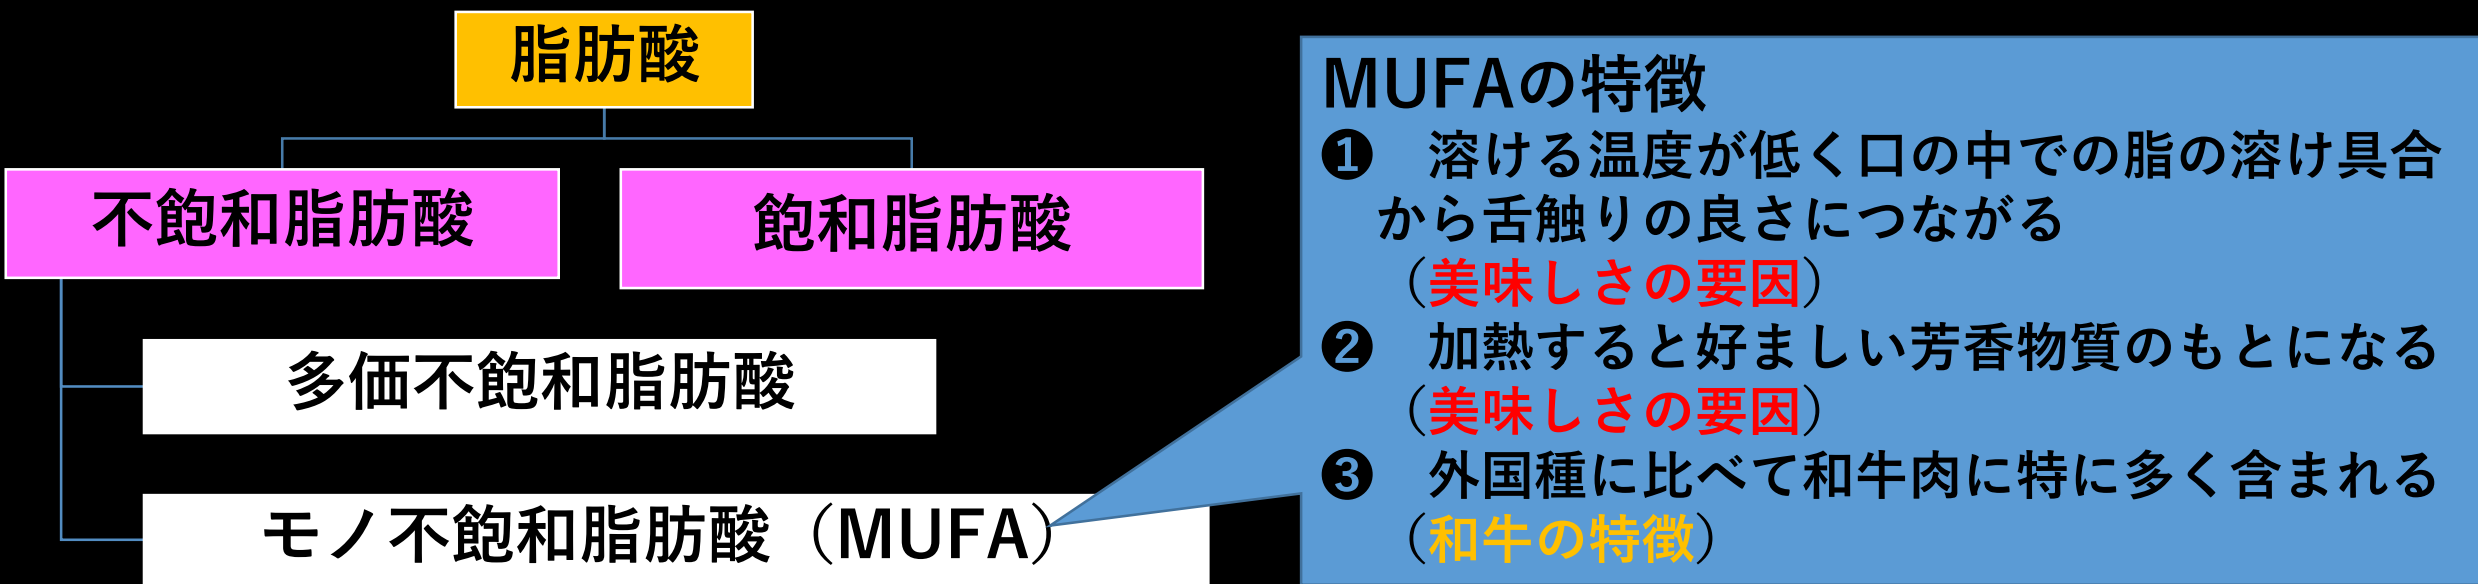 脂肪酸
不飽和脂肪酸
飽和脂肪酸
多価不飽和脂肪酸
モノ不飽和脂肪酸（MUFA）
MUFAの特徴
❶　溶ける温度が低く口の中での脂の溶け具合
から舌触りの良さにつながる
（美味しさの要因）
❷　加熱すると好ましい芳香物質のもとになる
（美味しさの要因）
❸　外国種に比べて和牛肉に特に多く含まれる
（和牛の特徴）